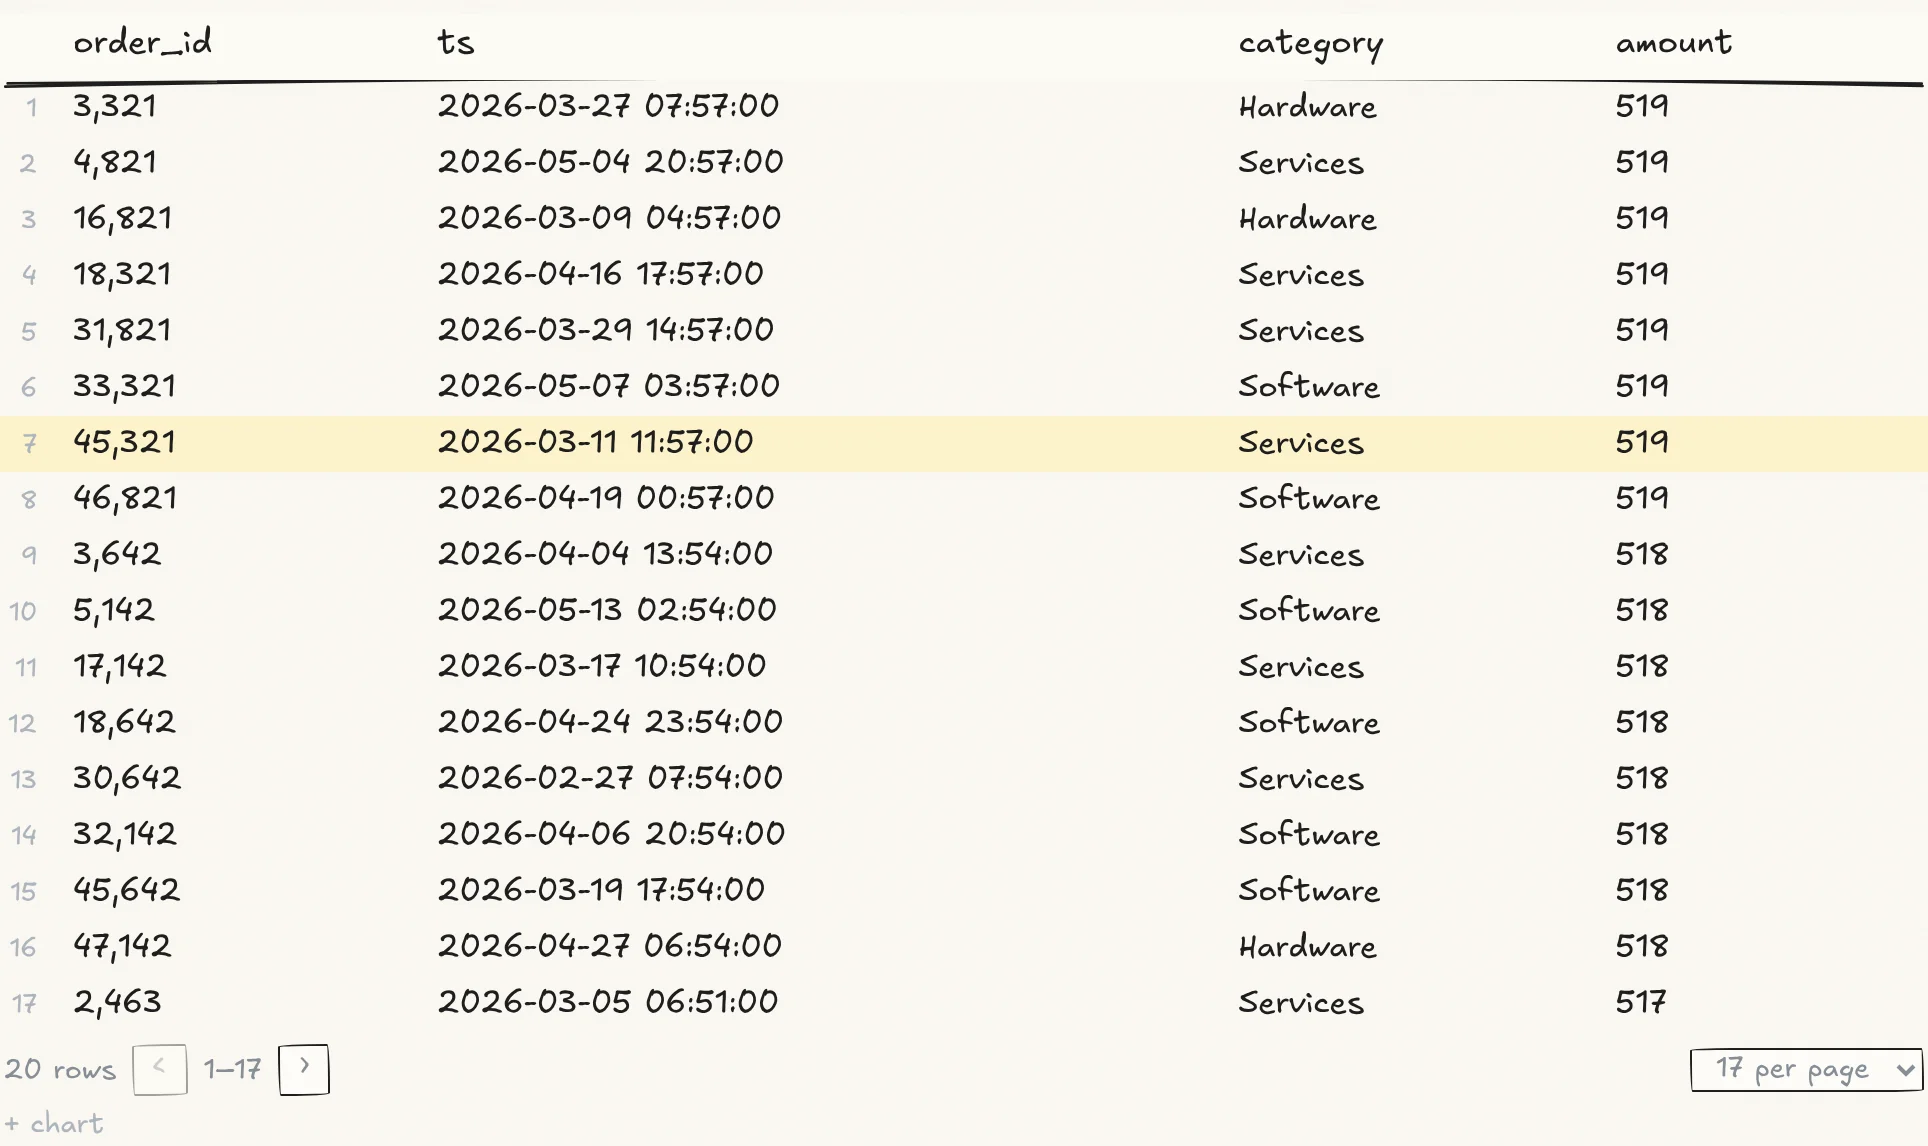 order_id ts category amount
1 3,321 2026-03-27 07:57:00 Hardware 519
2 4,821 2026-05-04 20:57:00 Services 519
3 16,821 2026-03-09 04:57:00 Hardware 519
4 18,321 2026-04-16 17:57:00 Services 519
5 31,821 2026-03-29 14:57:00 Services 519
6 33,321 2026-05-07 03:57:00 Software 519
7 45,321 2026-03-11 11:57:00 Services 519
8 46,821 2026-04-19 00:57:00 Software 519
9 3,642 2026-04-04 13:54:00 Services 518
10 5,142 2026-05-13 02:54:00 Software 518
11 17,142 2026-03-17 10:54:00 Services 518
12 18,642 2026-04-24 23:54:00 Software 518
13 30,642 2026-02-27 07:54:00 Services 518
14 32,142 2026-04-06 20:54:00 Software 518
15 45,642 2026-03-19 17:54:00 Software 518
16 47,142 2026-04-27 06:54:00 Hardware 518
17 2,463 2026-03-05 06:51:00 Services 517
20 rows < 1–17 > 17 per page
+ chart